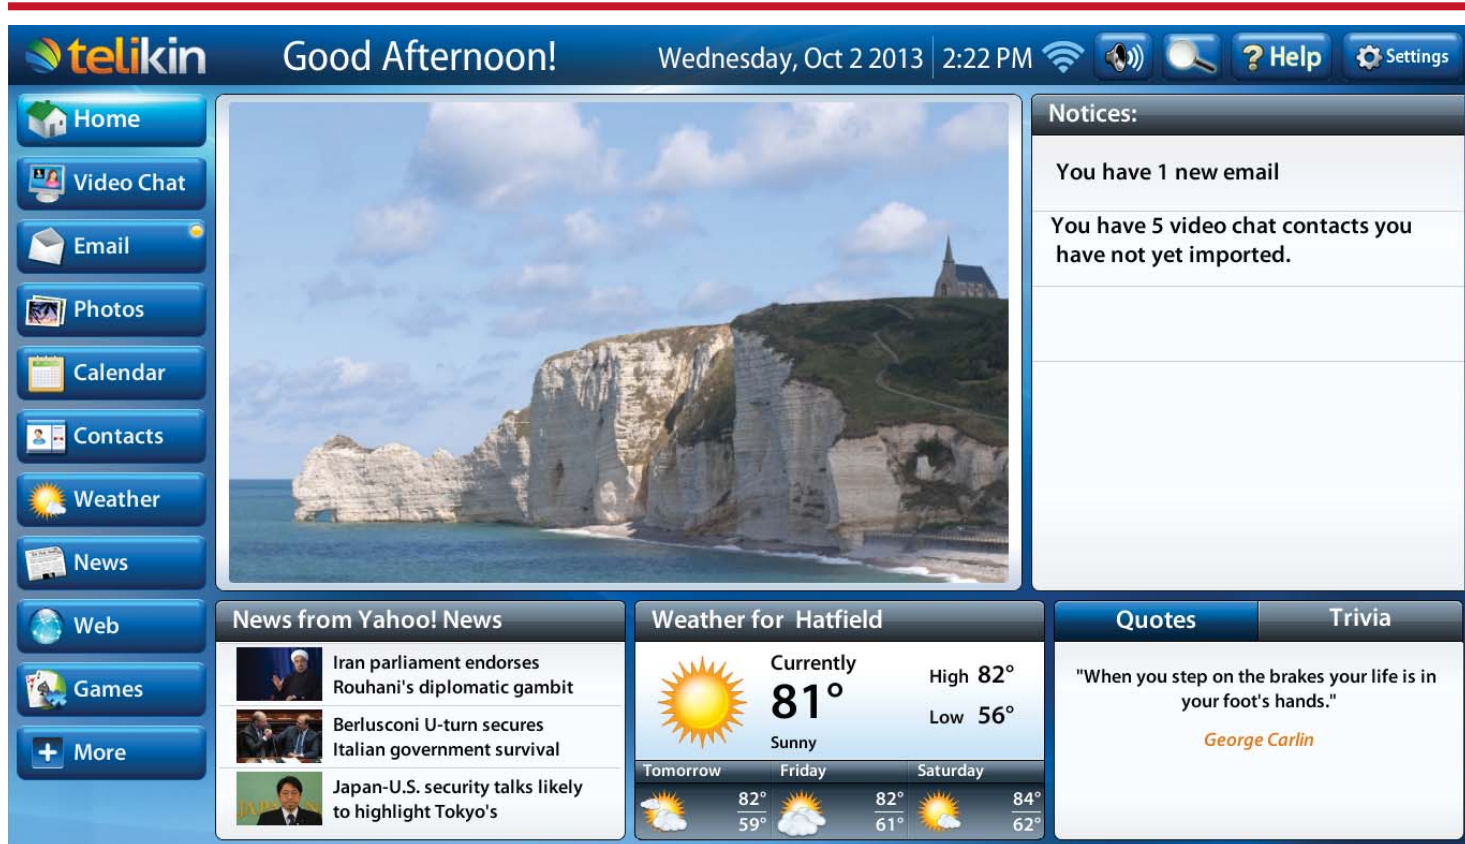 telikin
Good Afternoon!
Wednesday, Oct 2 2013
2:22 PM
? Help
Settings
Home
Video Chat
Email
Photos
Calendar
Contacts
Weather
News
Web
Games
More
Notices:
You have 1 new email
You have 5 video chat contacts you
have not yet imported.
News from Yahoo! News
Iran parliament endorses
Rouhani's diplomatic gambit
Berlusconi U-turn secures
Italian government survival
Japan-U.S. security talks likely
to highlight Tokyo's
Weather for Hatfield
Currently
81°
Sunny
High 82°
Low 56°
Tomorrow
82°
59°
Friday
82°
61°
Saturday
84°
62°
Quotes
Trivia
"When you step on the brakes your life is in
your foot's hands."
George Carlin